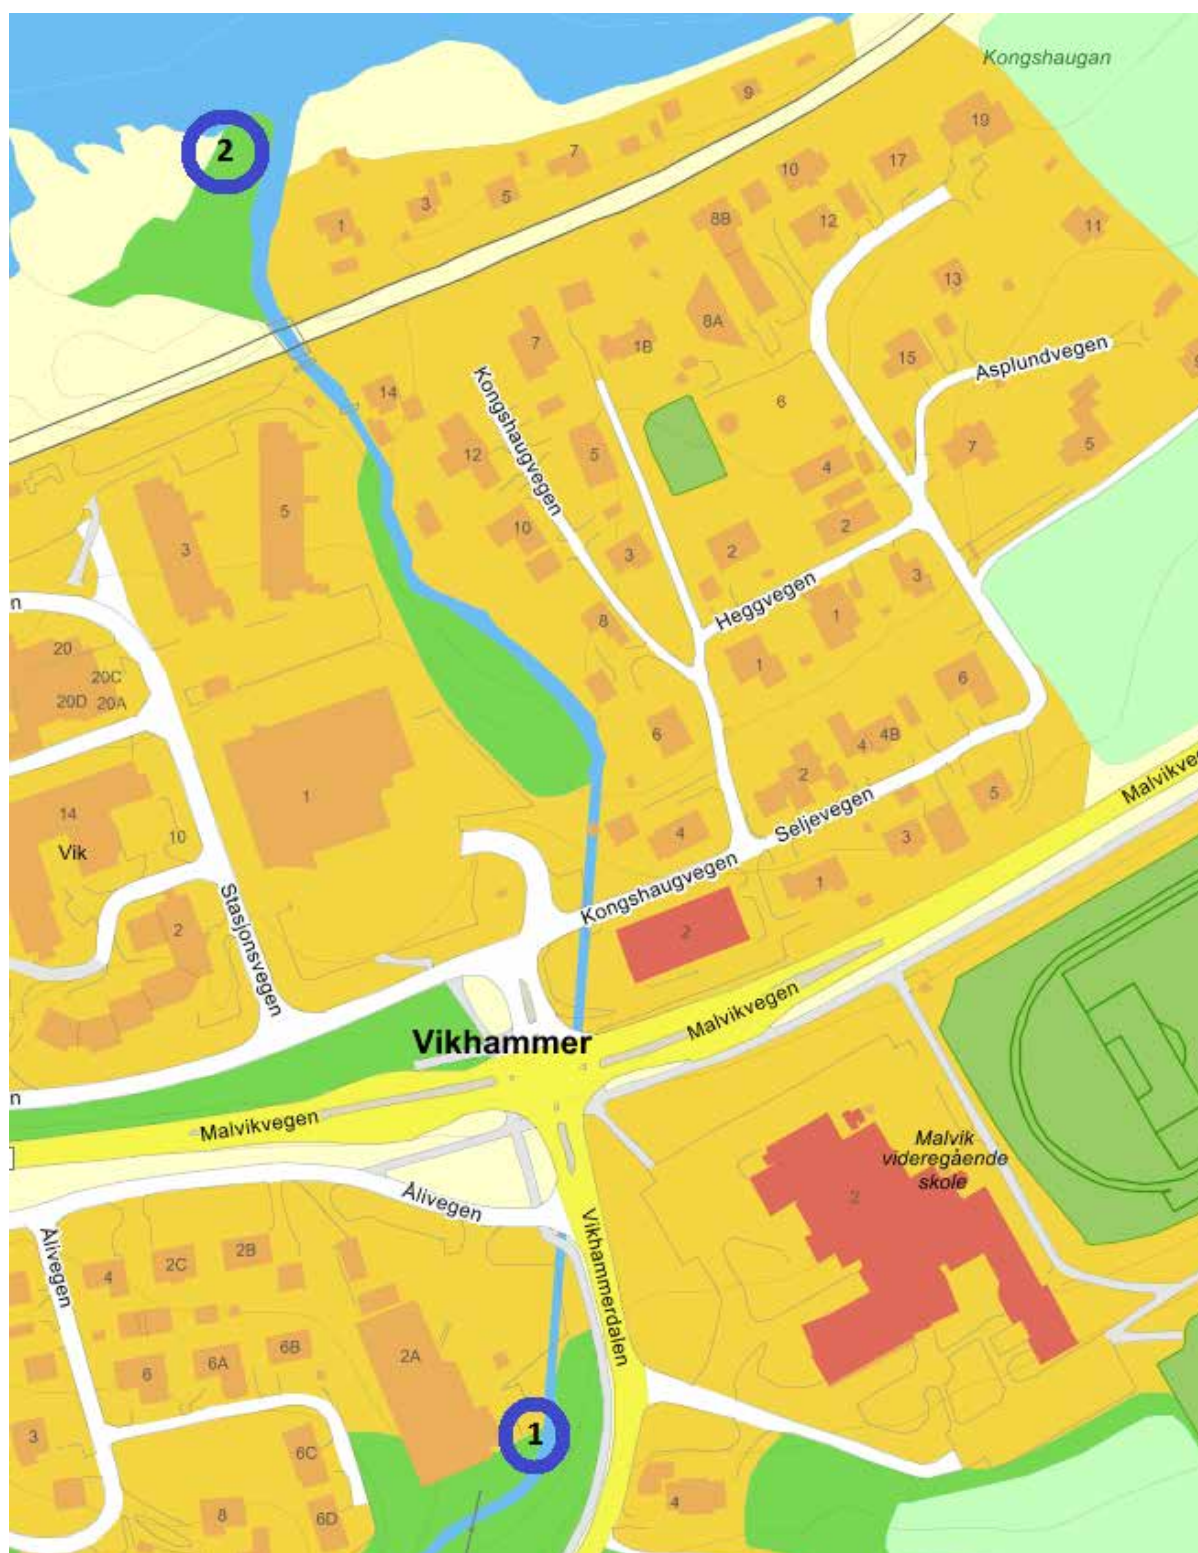 Kongshaugan
2
9
19
7
10
17
5
3
8B
12
1
11
13
8A
7
1B
15
Asplundvegen
14
Kongshaugvegen
6
12
5
4
7
5
3
5
10
2
2
3
3
n
Heggvegen
8
1
20
1
20C
6
20D
20A
6
4
4B
2
1
5
Malvikve
14
Seljevegen
4
3
10
Vik
Kongshaugvegen
1
Stasjonsvegen
2
2
Malvikvegen
Vikhammer
n
Malvikvegen
Malvik
videregående
skole
2
Ålivegen
Ålivegen
Vikhammerdalen
2B
2C
4
6B
2A
6A
6
3
1
6C
4
8
6D